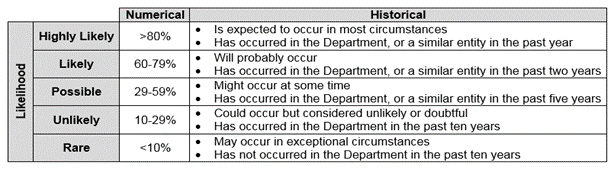 Numerical Historical
Likelihood
Highly Likely >80% • Is expected to occur in most circumstances
• Has occurred in the Department, or a similar entity in the past year
Likely 60-79% • Will probably occur
• Has occurred in the Department, or a similar entity in the past two years
Possible 29-59% • Might occur at some time
• Has occurred in the Department, or a similar entity in the past five years
Unlikely 10-29% • Could occur but considered unlikely or doubtful
• Has occurred in the Department in the past ten years
Rare <10% • May occur in exceptional circumstances
• Has not occurred in the Department in the past ten years